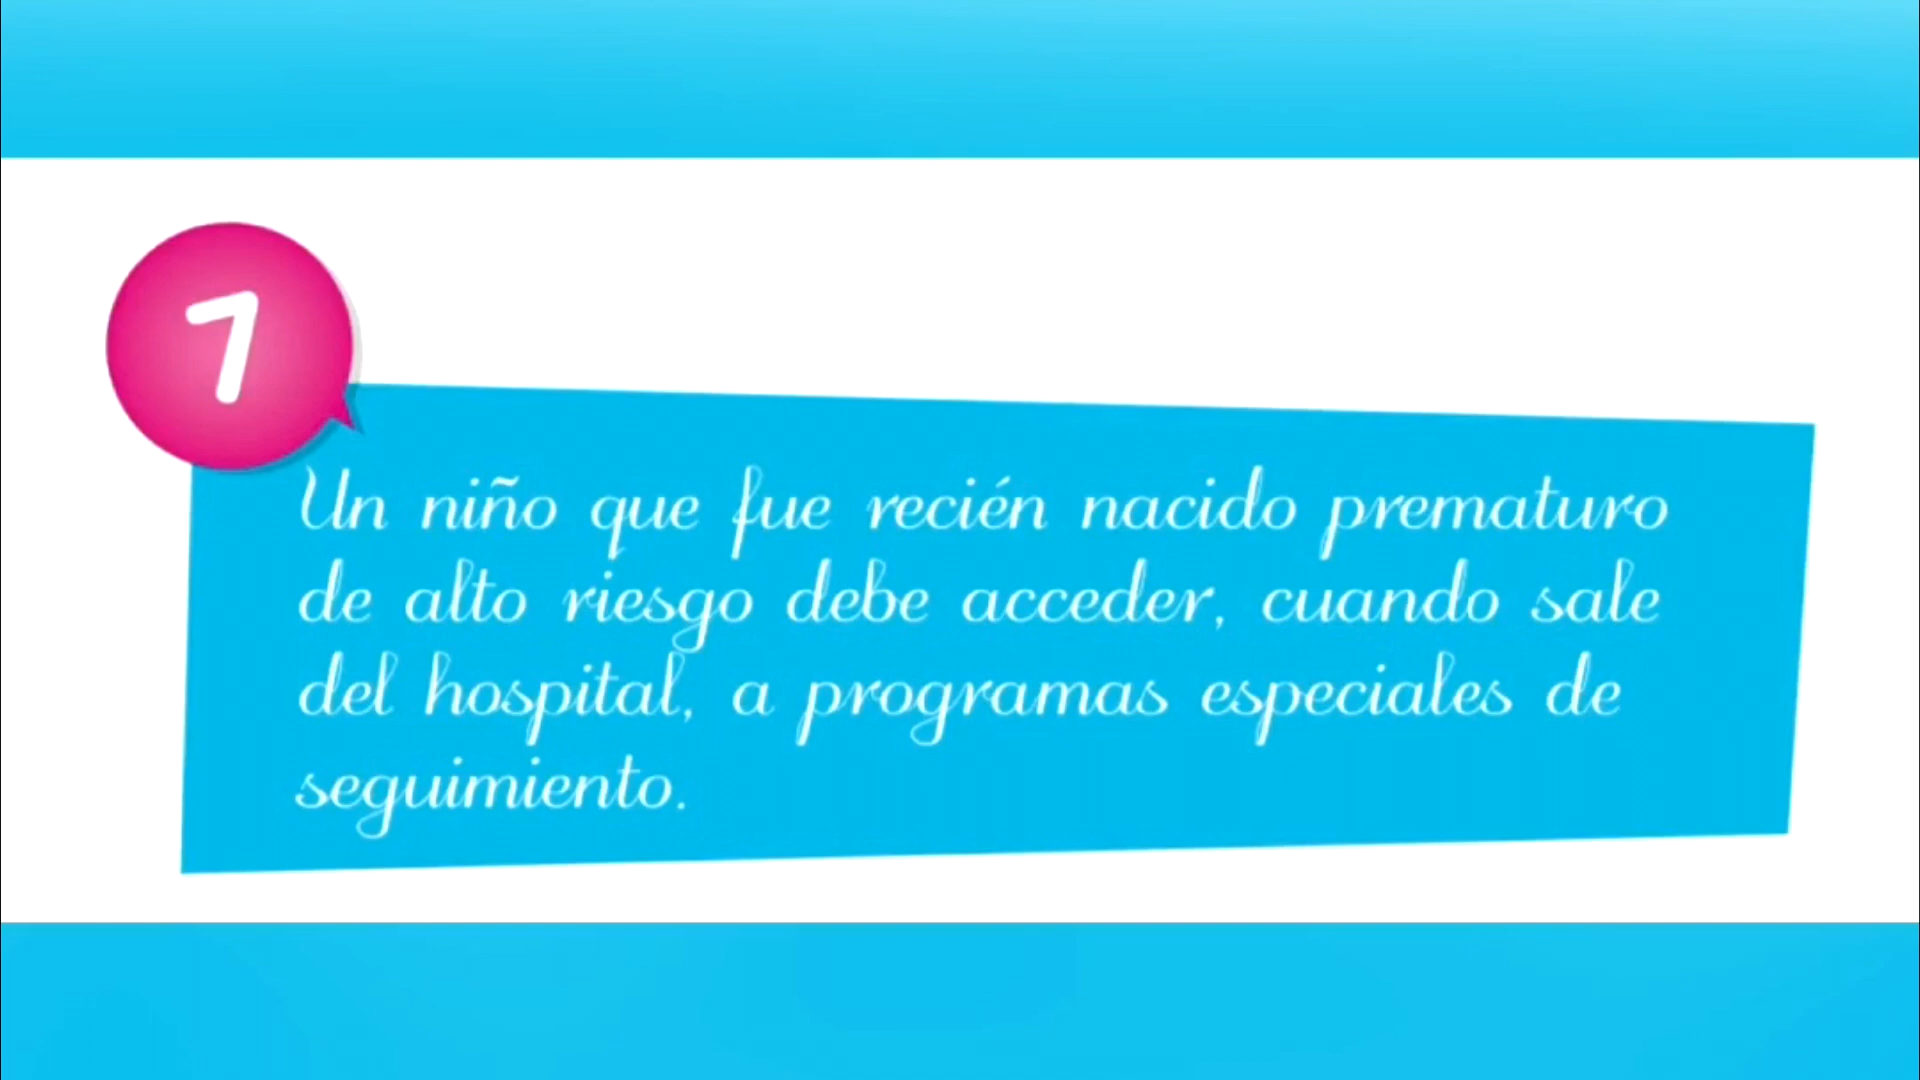 7
Un niño que fue recién nacido prematuro
de alto riesgo debe acceder, cuando sale
del hospital, a programas especiales de
seguimiento.